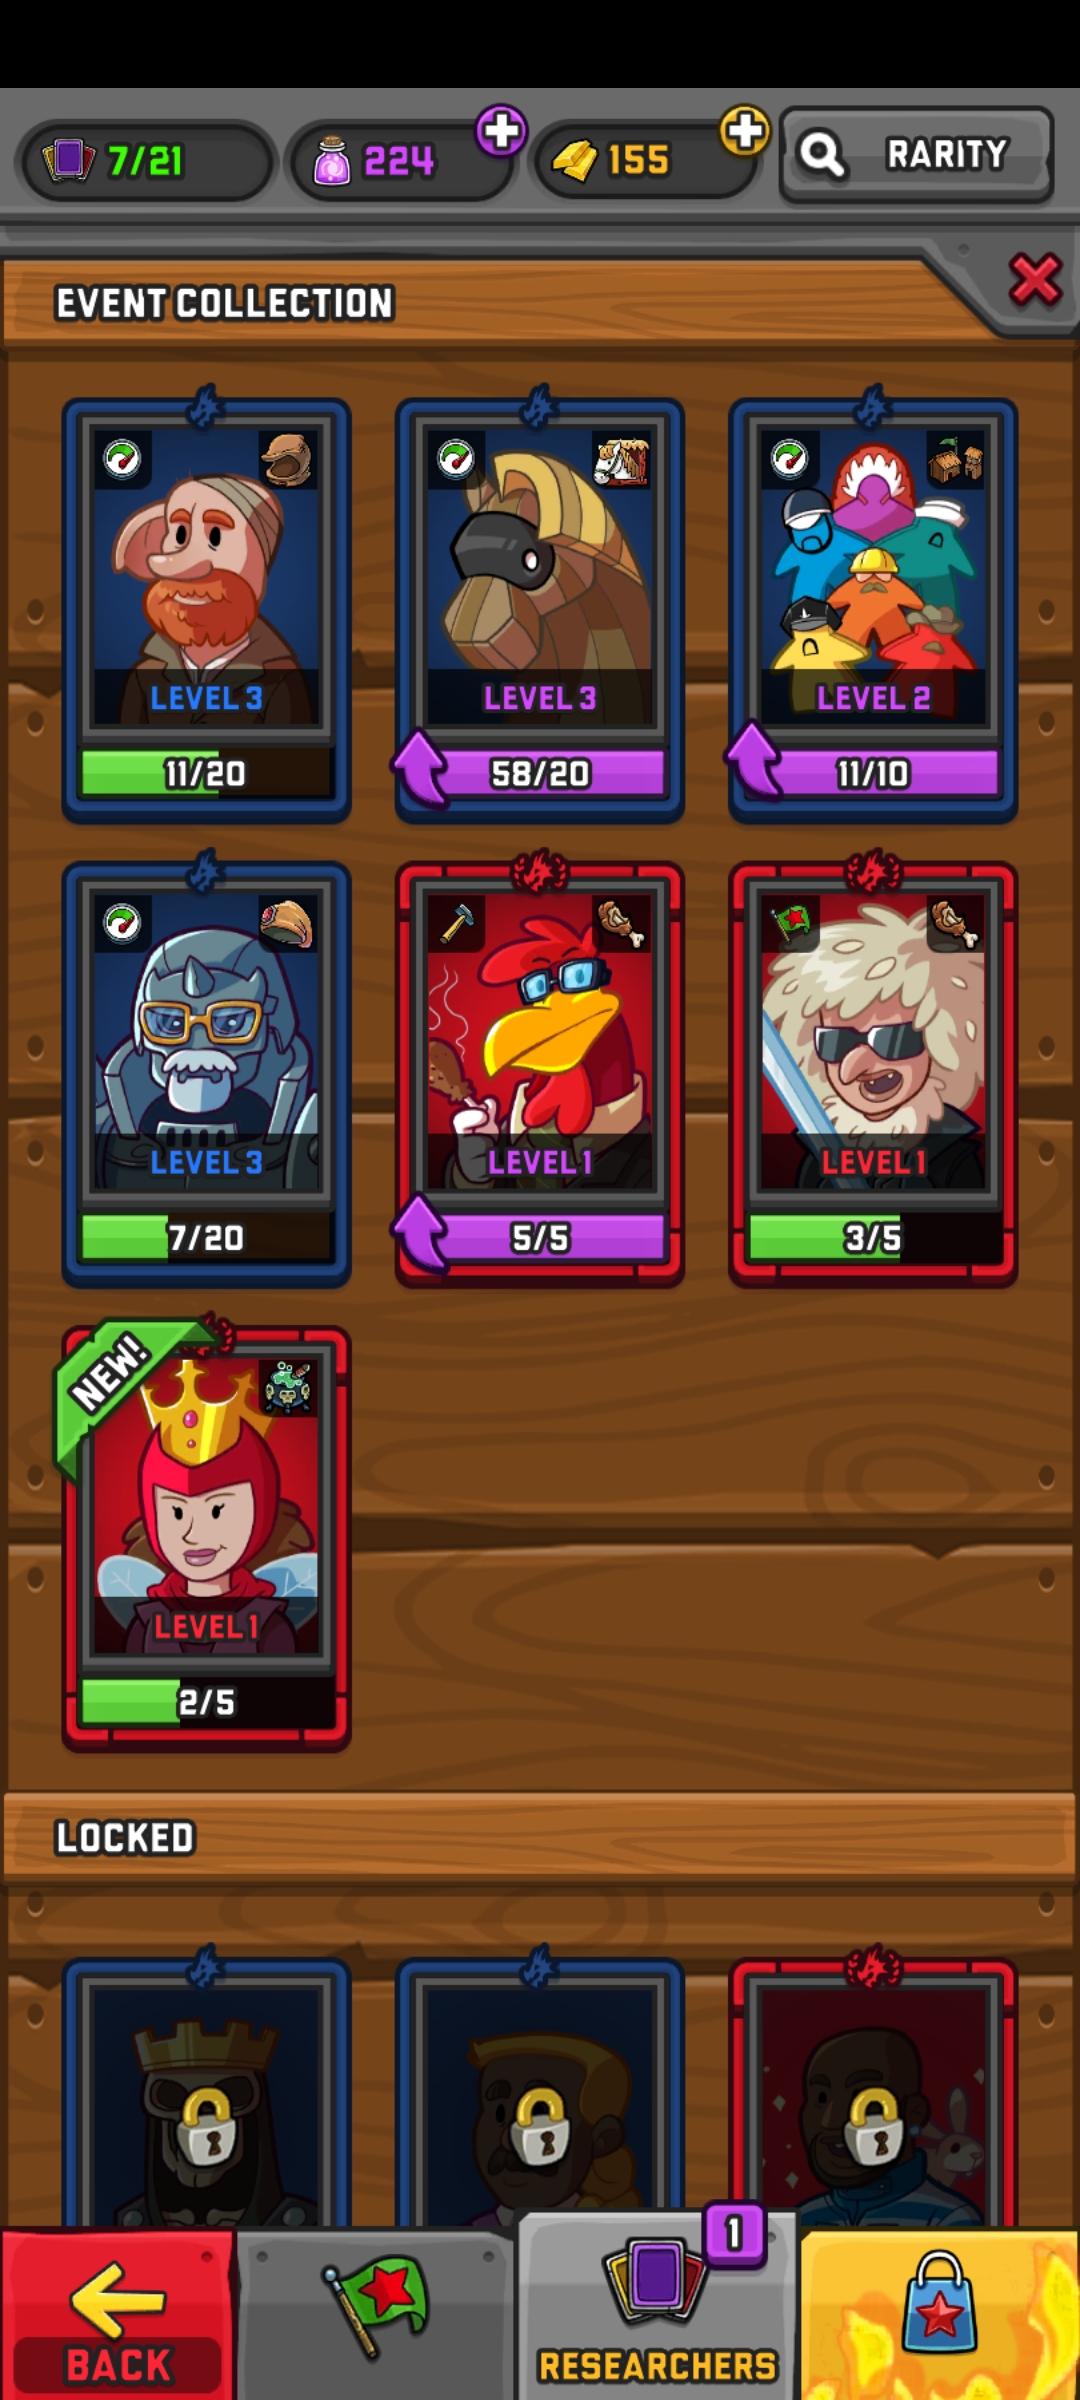 7/21 224 155 RARITY
EVENT COLLECTION
LEVEL 3 LEVEL 3 LEVEL 2
11/20 58/20 11/10
LEVEL 3 LEVEL 1 LEVEL 1
7/20 5/5 3/5
NEW!
LEVEL 1
2/5
LOCKED
1
BACK RESEARCHERS